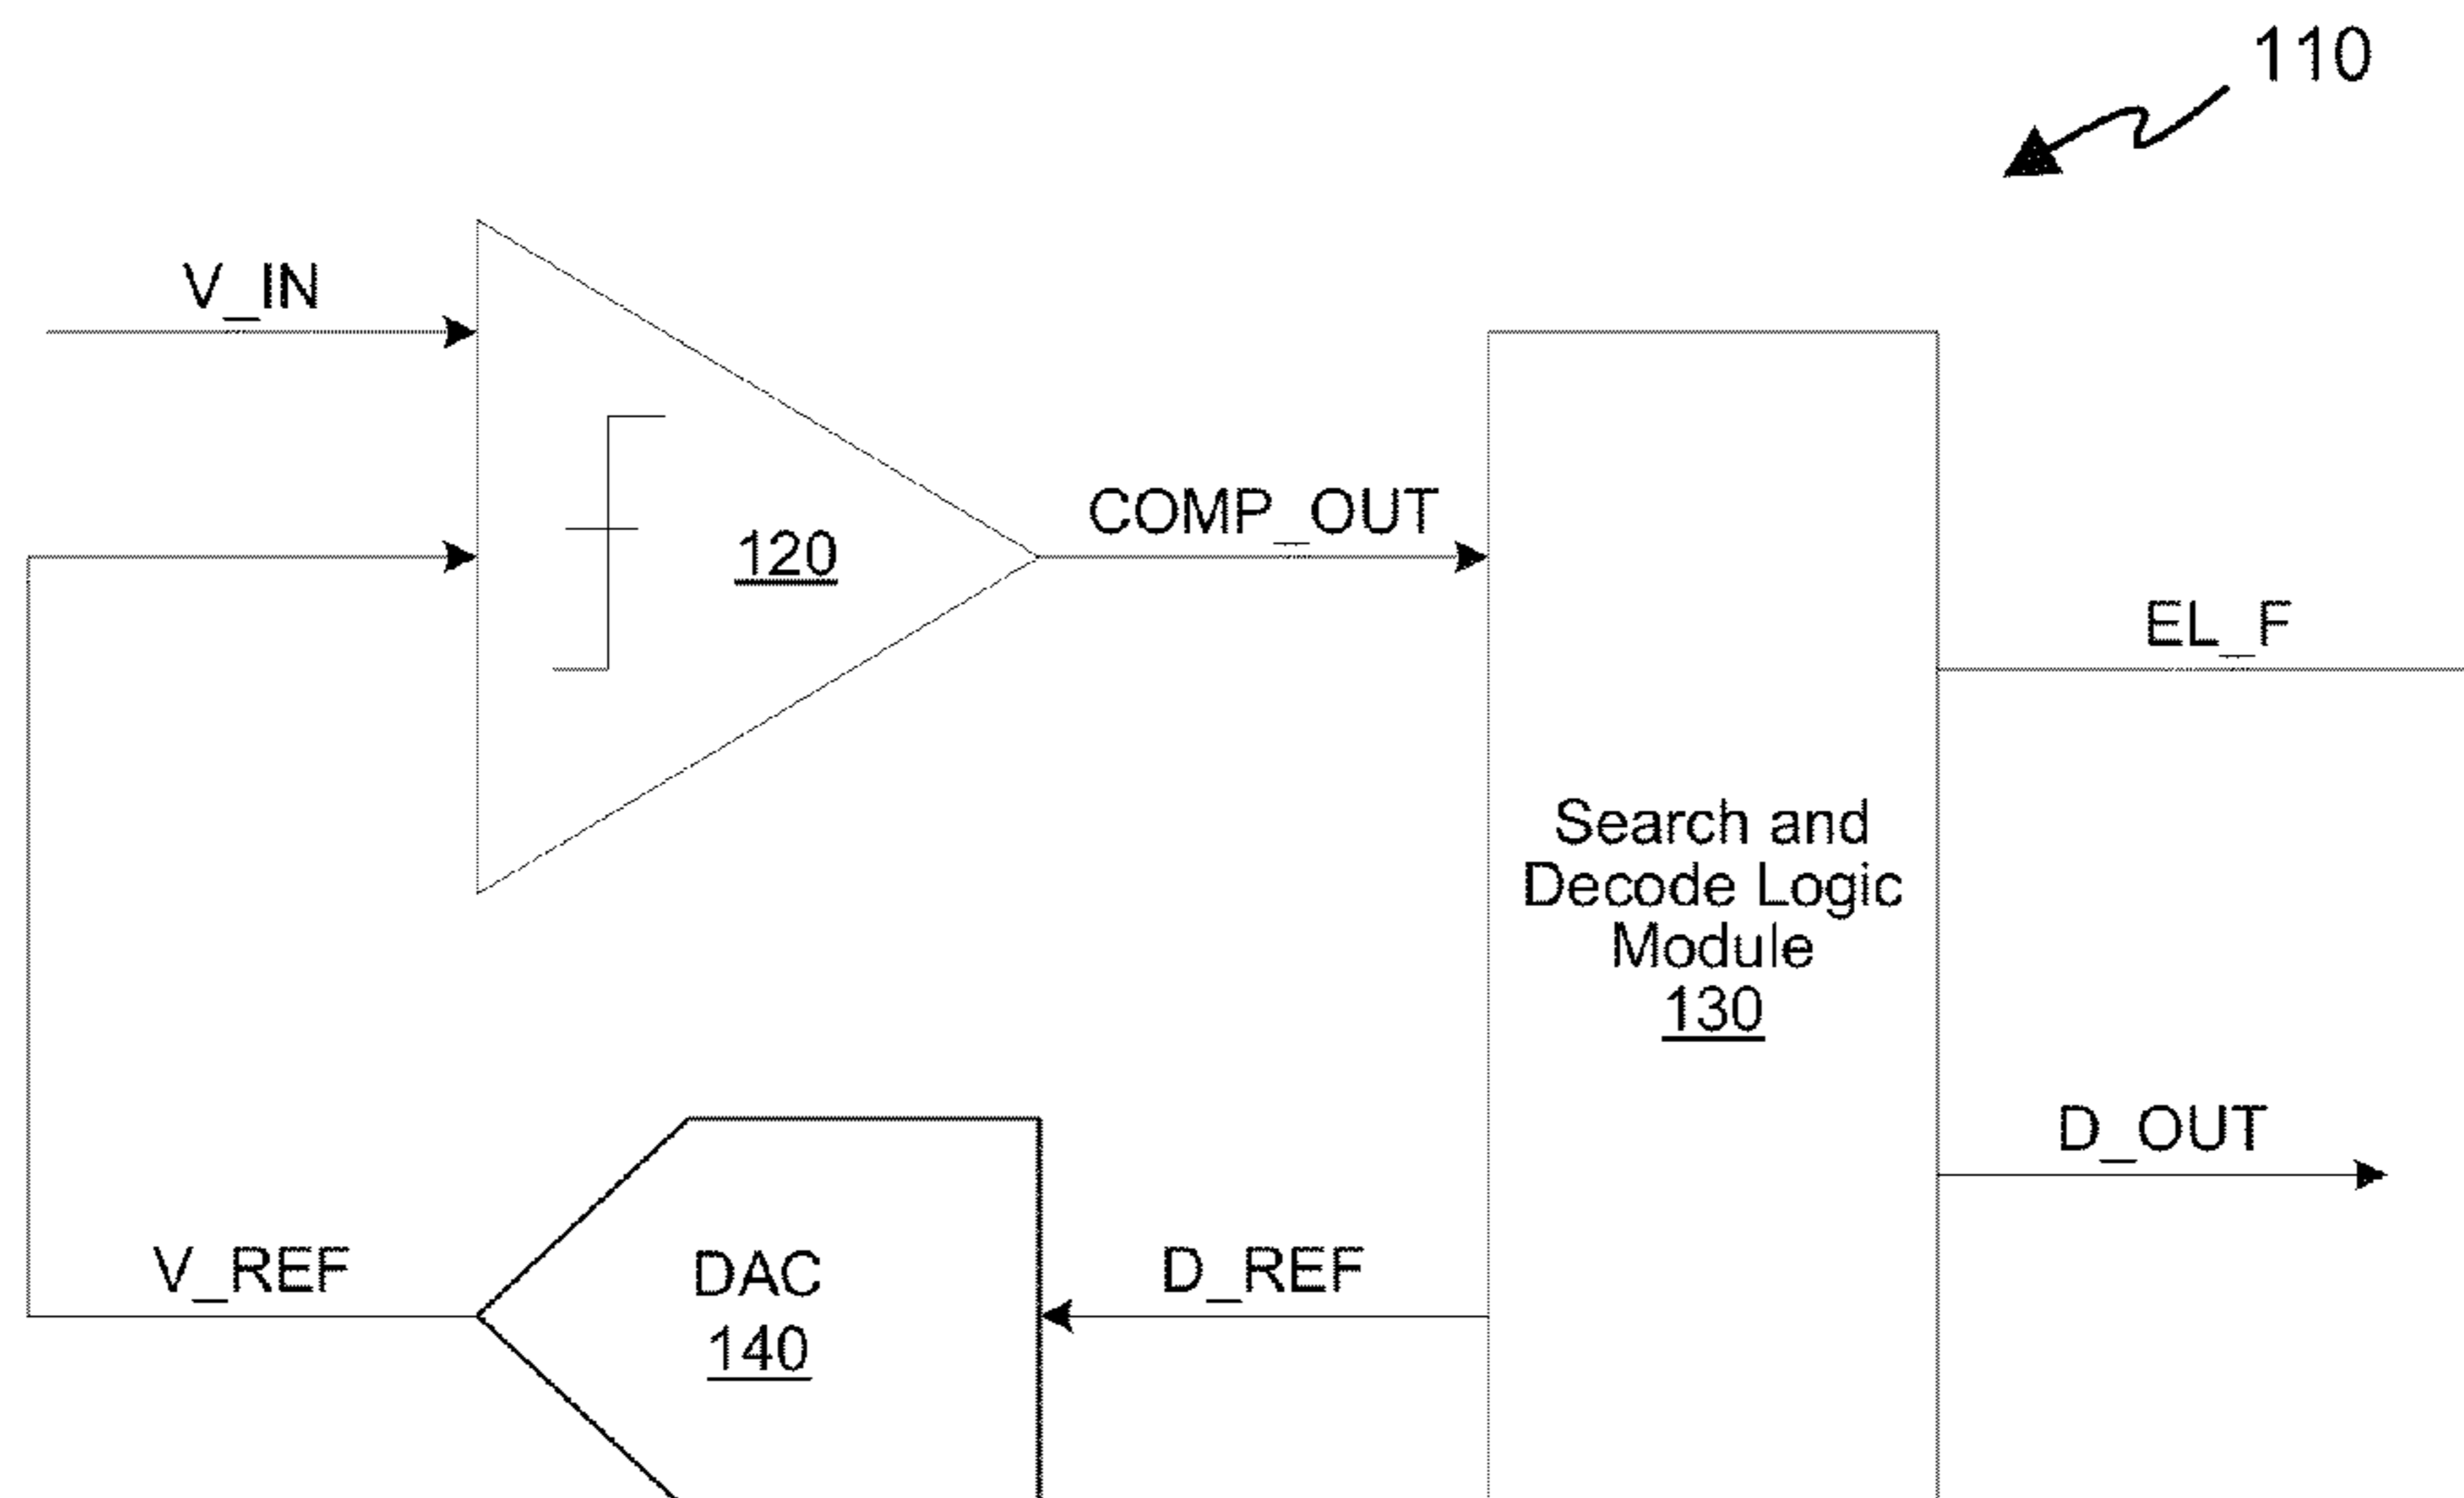 110
V_IN
COMP_OUT
120
EL_F
Search and
Decode Logic
Module
130
D_OUT
V_REF
DAC
140
D_REF